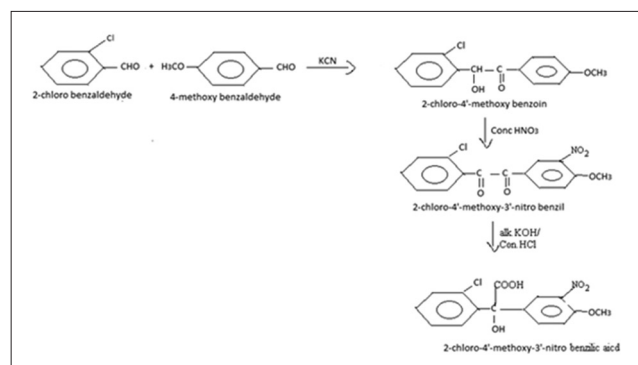 Cl
CHO + H3CO CHO KCN
2-chloro benzaldehyde 4-methoxy benzaldehyde
Cl
CH - C OCH3
OH O
2-chloro-4'-methoxy benzoin
Conc HNO3
Cl NO2
C - C OCH3
O O
2-chloro-4'-methoxy-3'-nitro benzil
alk KOH/
Con HCl
Cl COOH NO2
C OCH3
OH
2-chloro-4'-methoxy-3'-nitro benzilic aicd